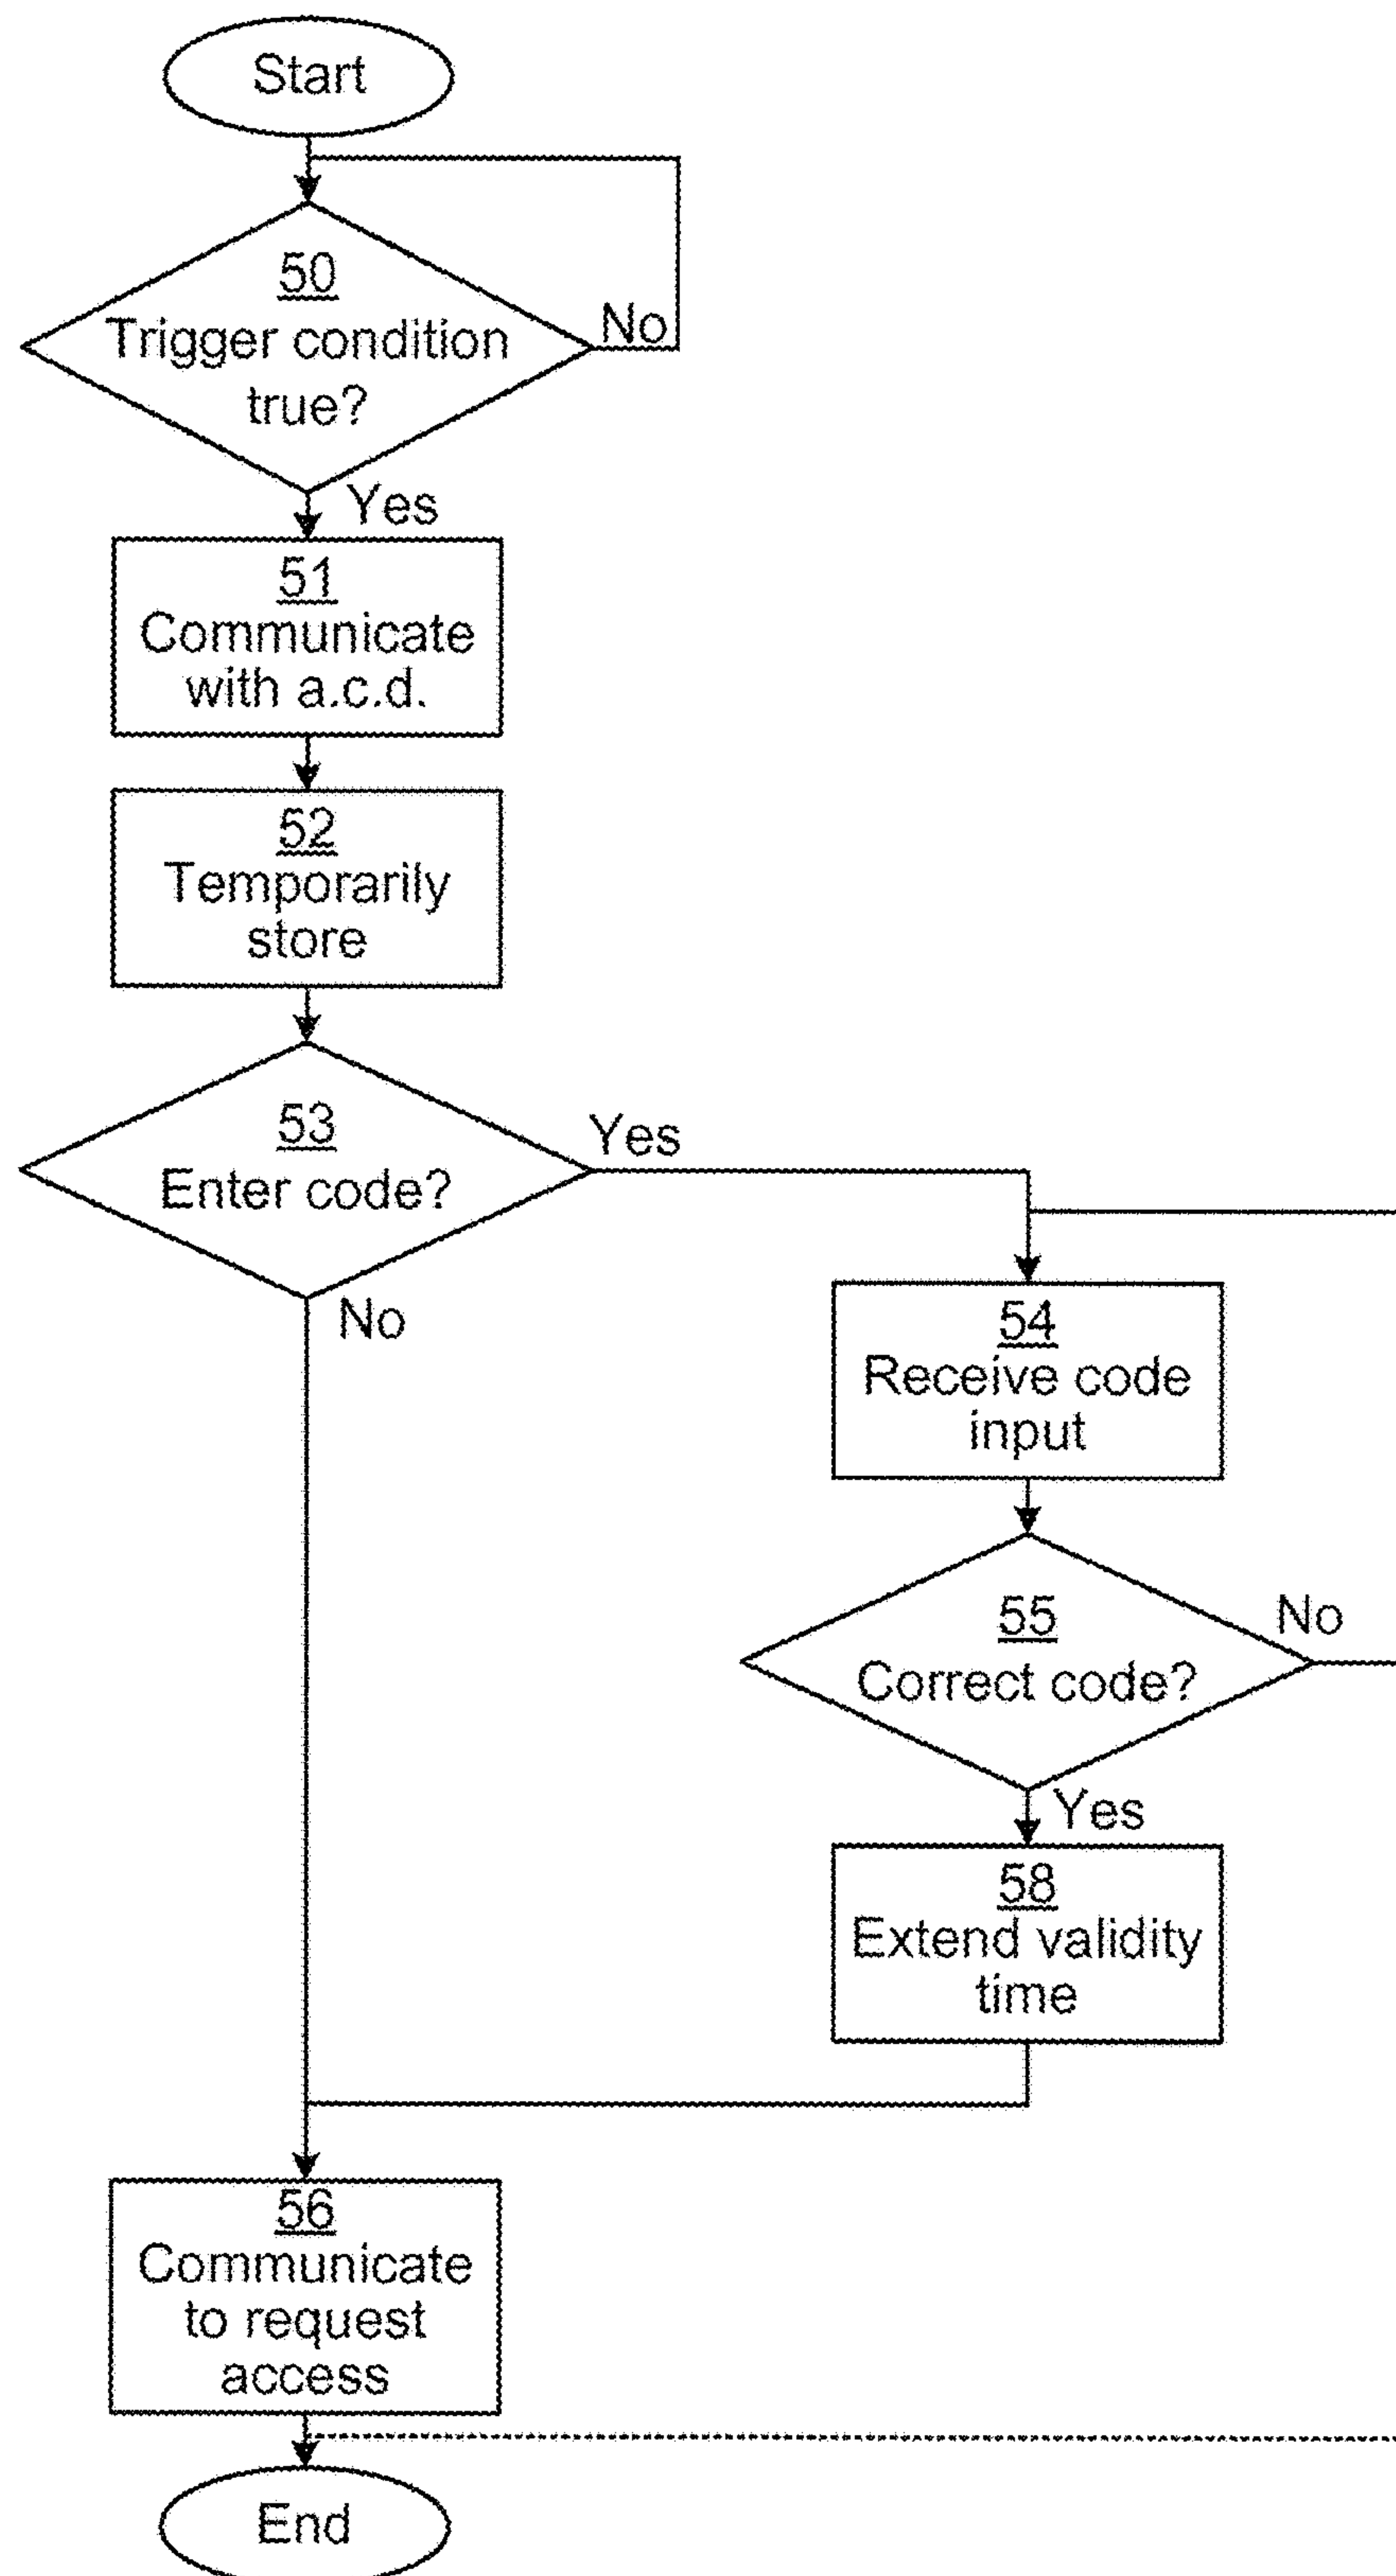 Start
50
Trigger condition
true?
No
Yes
51
Communicate
with a.c.d.
52
Temporarily
store
53
Enter code?
Yes
No
54
Receive code
input
55
Correct code?
No
Yes
58
Extend validity
time
56
Communicate
to request
access
End